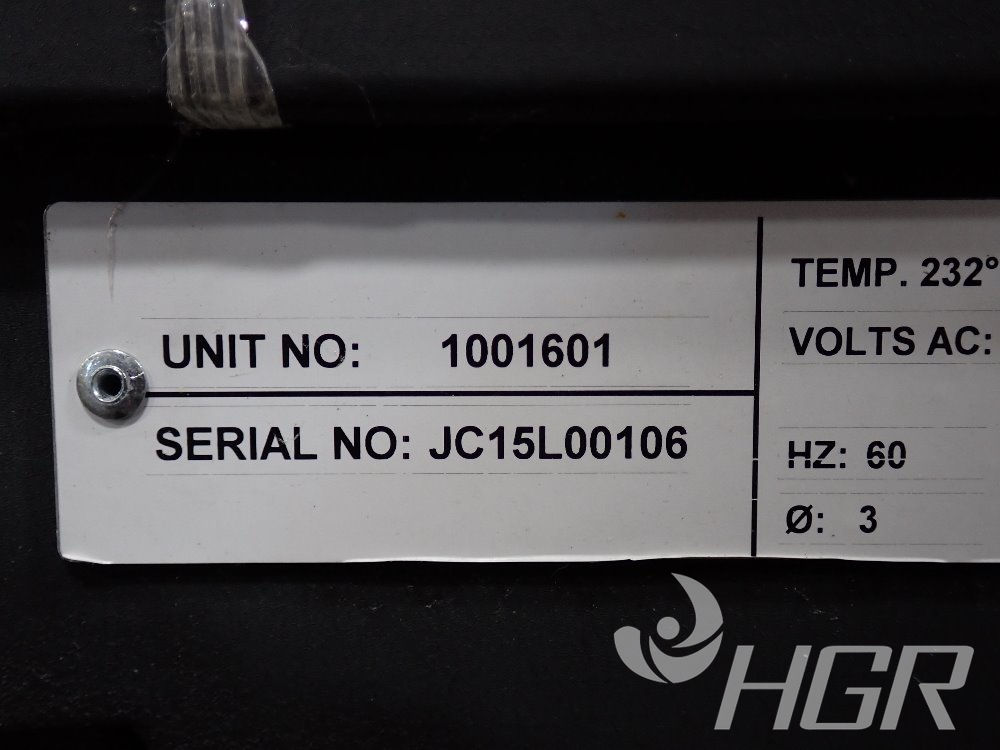 UNIT NO: 1001601
SERIAL NO: JC15L00106
TEMP. 232°
VOLTS AC:
HZ: 60
Ø: 3
HGR